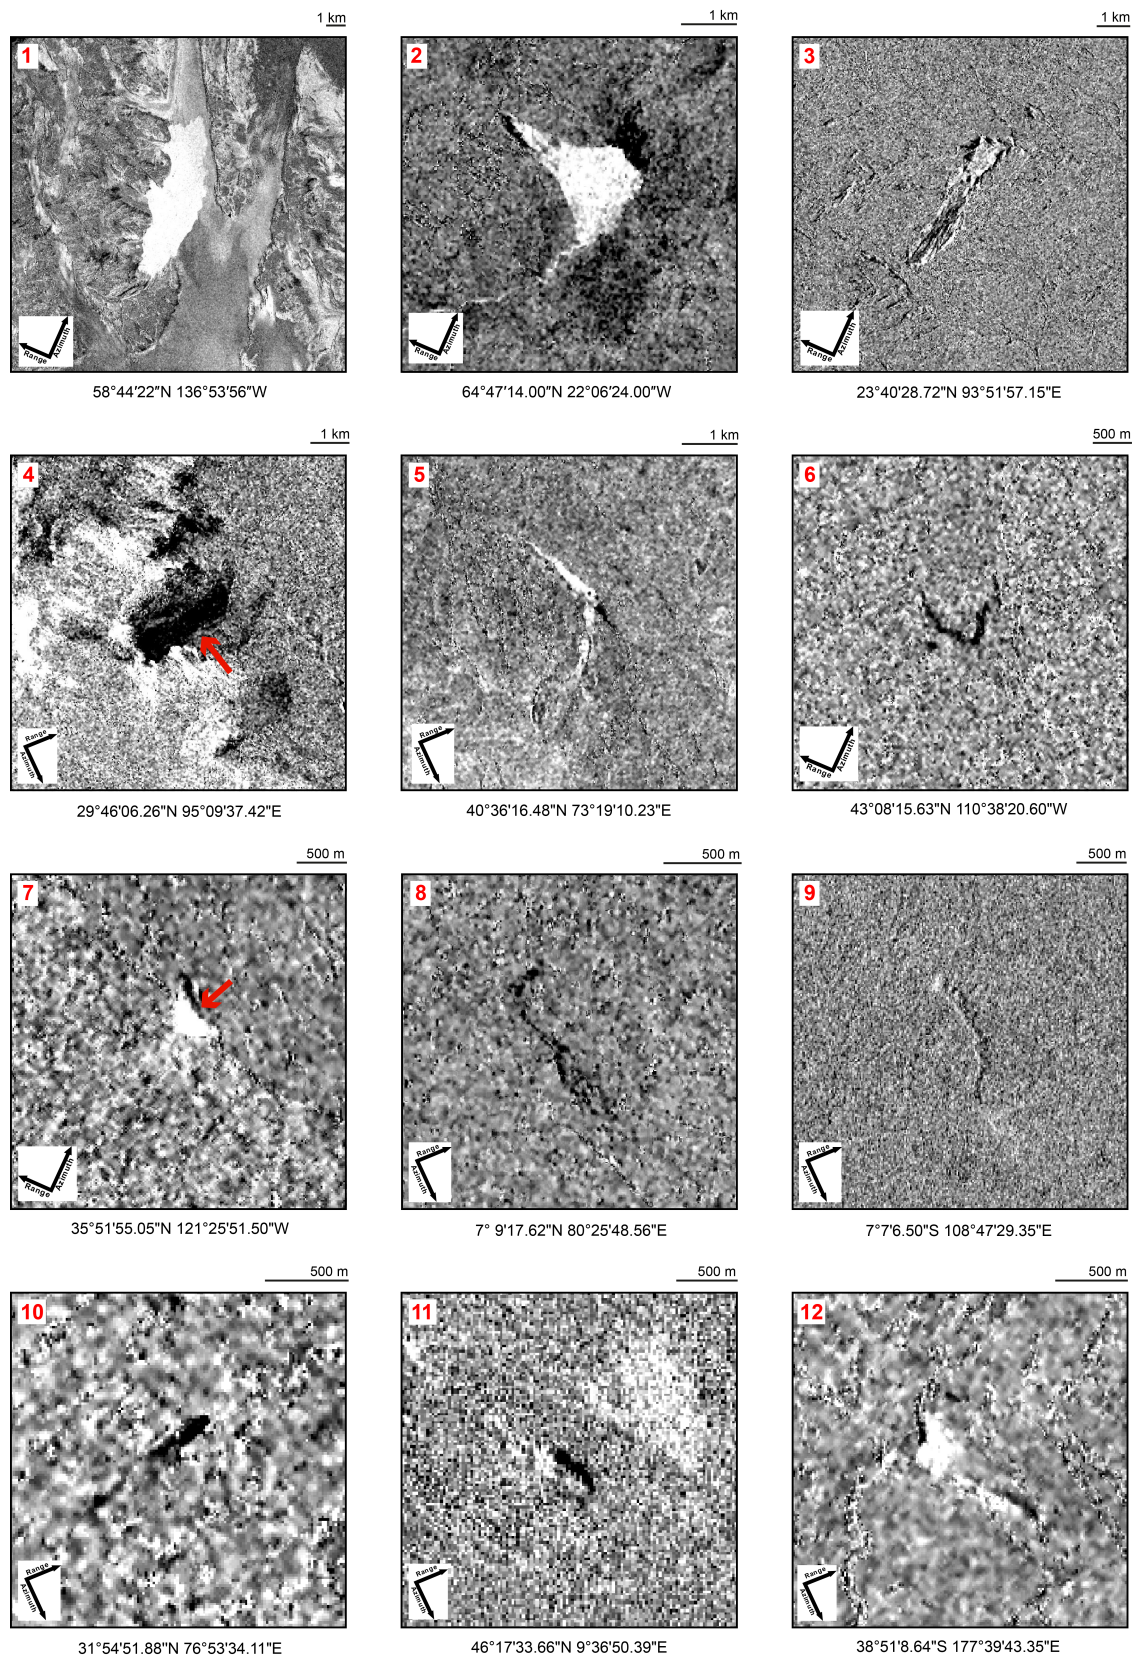 1 km
1 km
1 km
1
2
3
Range
Azimuth
Range
Azimuth
Range
Azimuth
58°44'22"N 136°53'56"W
64°47'14.00"N 22°06'24.00"W
23°40'28.72"N 93°51'57.15"E
1 km
1 km
500 m
4
5
6
Range
Azimuth
Range
Azimuth
Range
Azimuth
29°46'06.26"N 95°09'37.42"E
40°36'16.48"N 73°19'10.23"E
43°08'15.63"N 110°38'20.60"W
500 m
500 m
500 m
7
8
9
Range
Azimuth
Range
Azimuth
Range
Azimuth
35°51'55.05"N 121°25'51.50"W
7° 9'17.62"N 80°25'48.56"E
7°7'6.50"S 108°47'29.35"E
500 m
500 m
500 m
10
11
12
Range
Azimuth
Range
Azimuth
Range
Azimuth
31°54'51.88"N 76°53'34.11"E
46°17'33.66"N 9°36'50.39"E
38°51'8.64"S 177°39'43.35"E